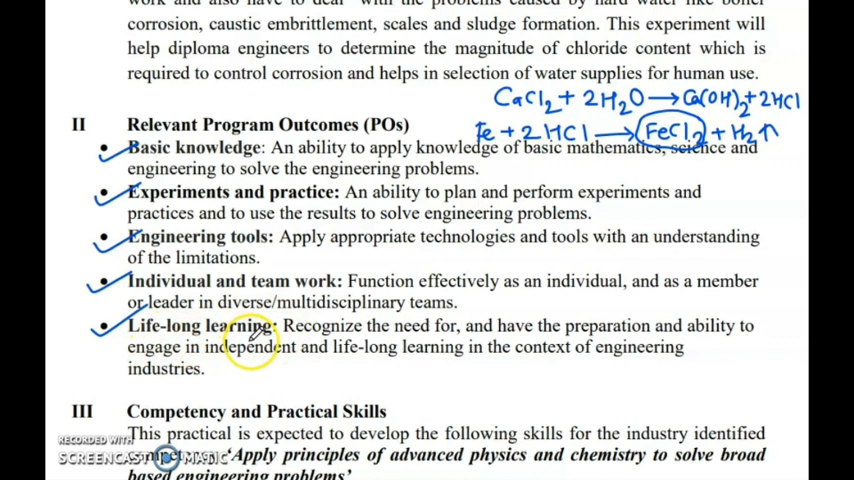 work and also have to deal with the problems caused by hard water like boiler
corrosion, caustic embrittlement, scales and sludge formation. This experiment will
help diploma engineers to determine the magnitude of chloride content which is
required to control corrosion and helps in selection of water supplies for human use.
CaCl₂ + 2H₂O → Ca(OH)₂ + 2HCl
II Relevant Program Outcomes (POs)
Fe + 2HCl → FeCl₂ + H₂↑
• Basic knowledge: An ability to apply knowledge of basic mathematics, science and
engineering to solve the engineering problems.
• Experiments and practice: An ability to plan and perform experiments and
practices and to use the results to solve engineering problems.
• Engineering tools: Apply appropriate technologies and tools with an understanding
of the limitations.
• Individual and team work: Function effectively as an individual, and as a member
or leader in diverse/multidisciplinary teams.
• Life-long learning: Recognize the need for, and have the preparation and ability to
engage in independent and life-long learning in the context of engineering
industries.
III Competency and Practical Skills
This practical is expected to develop the following skills for the industry identified
'Apply principles of advanced physics and chemistry to solve broad
based engineering problems'
RECORDED WITH
SCREENCAST MATIC